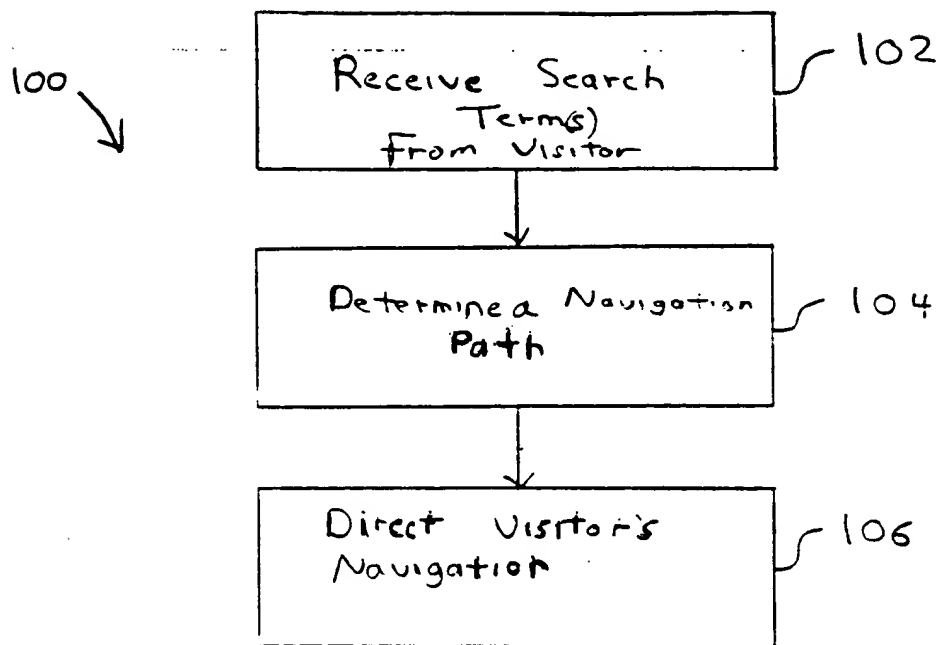 100
Receive Search
Term(s)
From Visitor
102
Determine a Navigation
Path
104
Direct Visitor's
Navigation
106